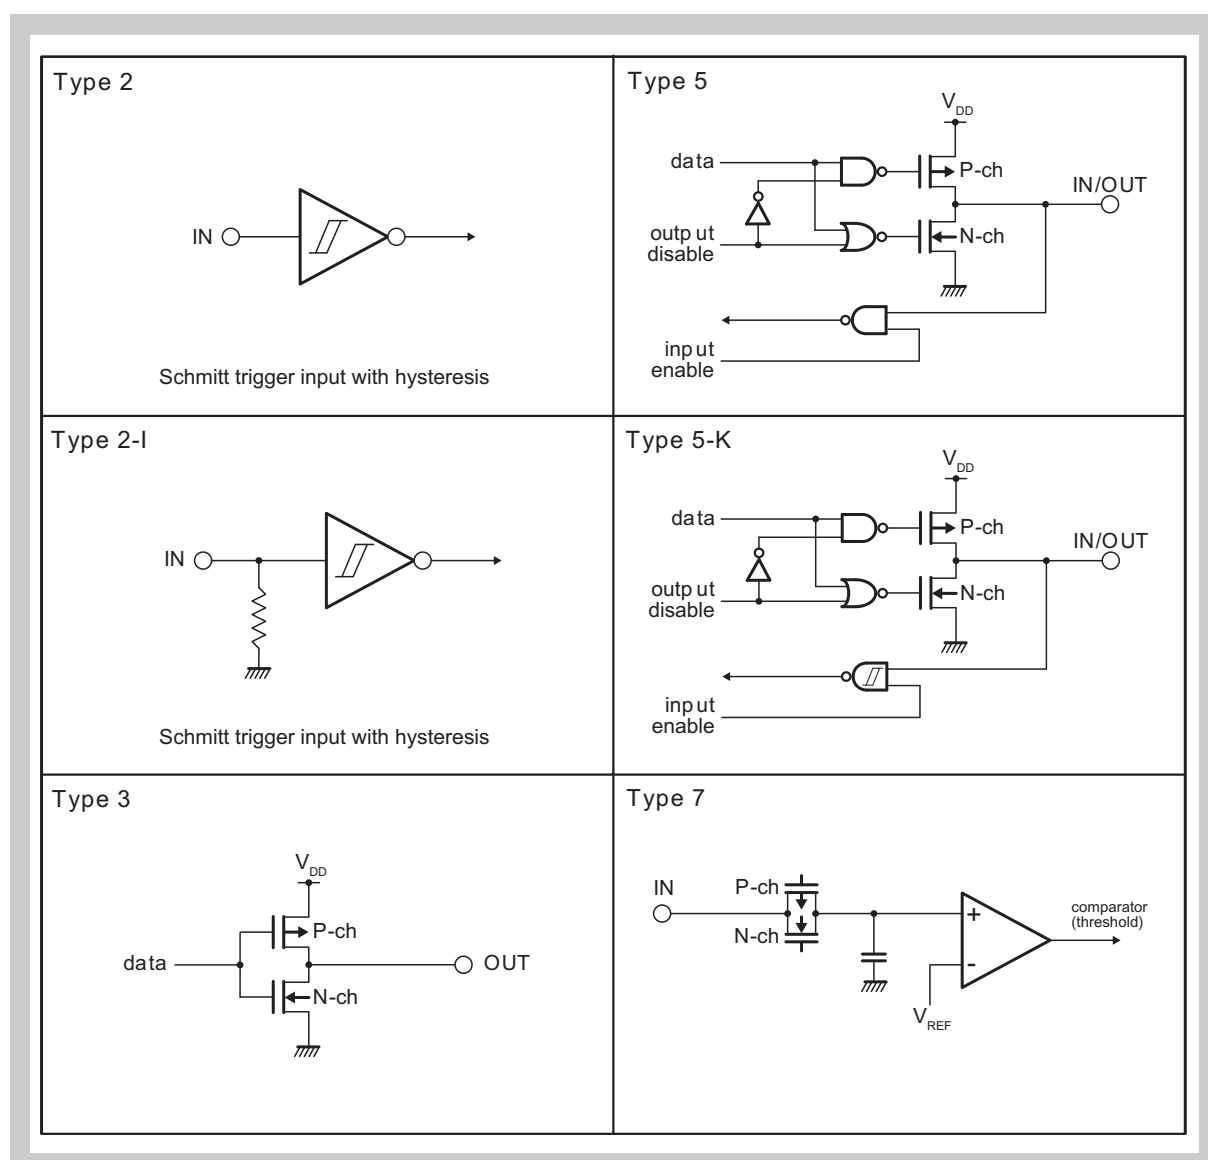 Type 2
IN
Schmitt trigger input with hysteresis
Type 5
VDD
data
P-ch
IN/OUT
output
disable
N-ch
input
enable
Type 2-I
IN
Schmitt trigger input with hysteresis
Type 5-K
VDD
data
P-ch
IN/OUT
output
disable
N-ch
input
enable
Type 3
VDD
P-ch
data
OUT
N-ch
Type 7
IN
P-ch
N-ch
+
-
comparator
(threshold)
VREF